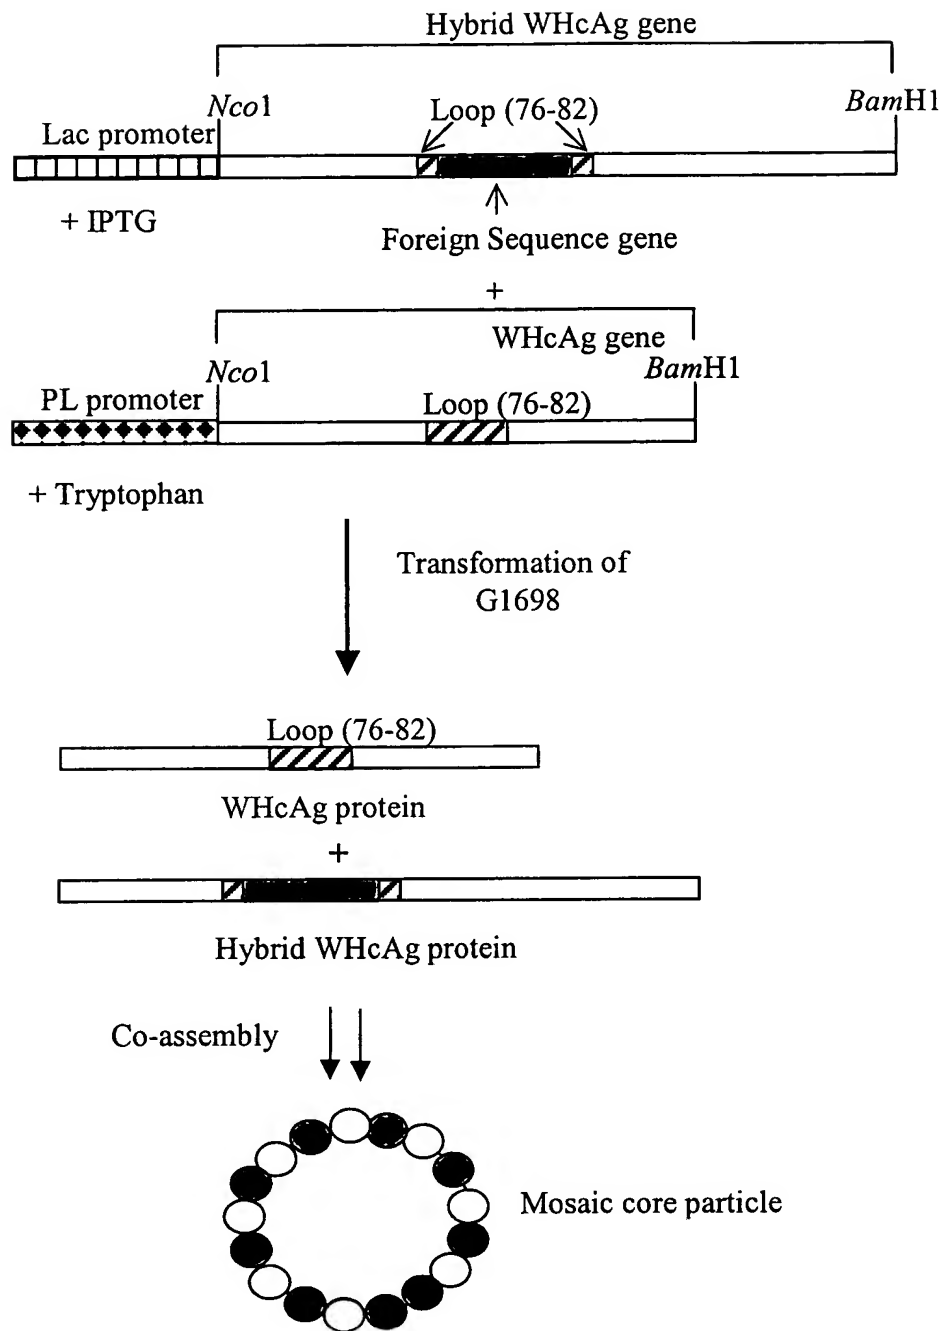 Hybrid WHcAg gene
Nco1
Loop (76-82)
BamH1
Lac promoter
+ IPTG
Foreign Sequence gene
+
WHcAg gene
Nco1
BamH1
PL promoter
Loop (76-82)
+ Tryptophan
Transformation of
G1698
Loop (76-82)
WHcAg protein
+
Hybrid WHcAg protein
Co-assembly
Mosaic core particle